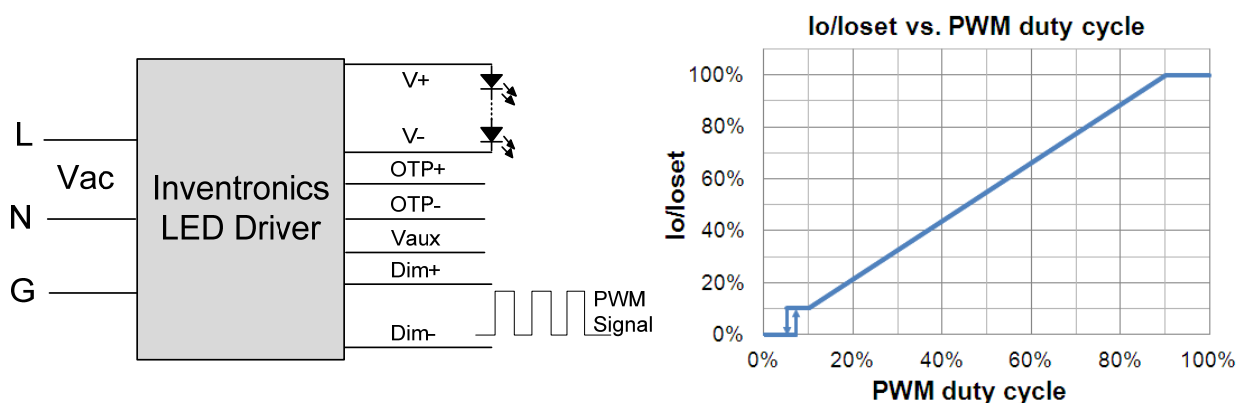 L
Vac
N
G
Inventronics
LED Driver
V+
V-
OTP+
OTP-
Vaux
Dim+
Dim-
PWM
Signal
Io/Ioset vs. PWM duty cycle
Io/Ioset
100%
80%
60%
40%
20%
0%
0% 20% 40% 60% 80% 100%
PWM duty cycle